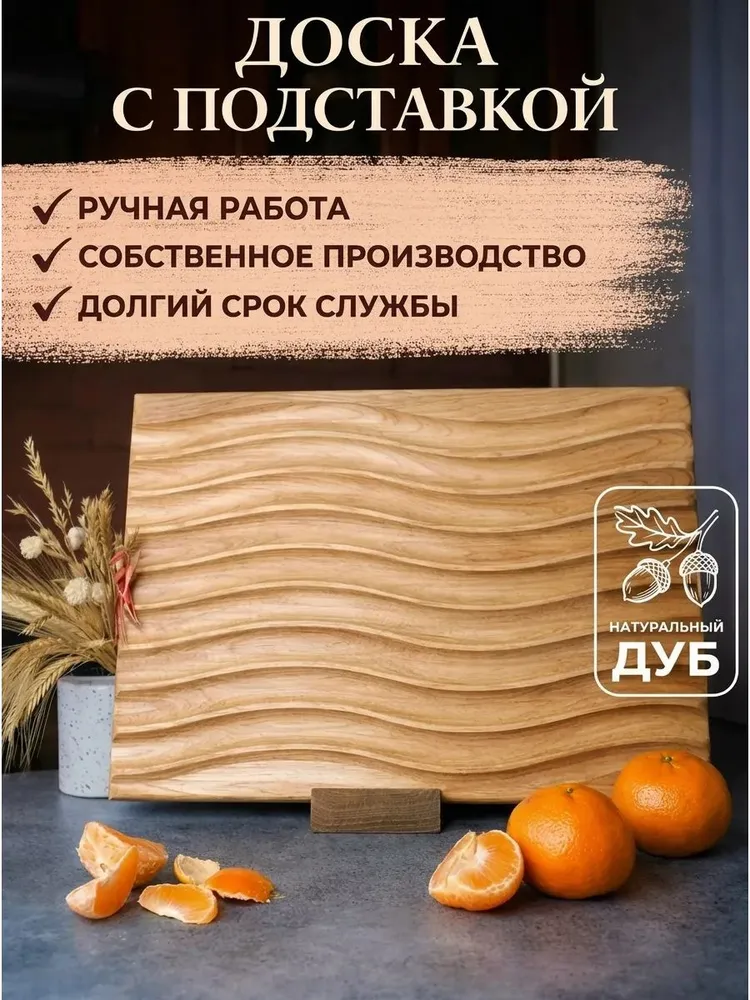 ДОСКА
С ПОДСТАВКОЙ
РУЧНАЯ РАБОТА
СОБСТВЕННОЕ ПРОИЗВОДСТВО
ДОЛГИЙ СРОК СЛУЖБЫ
НАТУРАЛЬНЫЙ
ДУБ